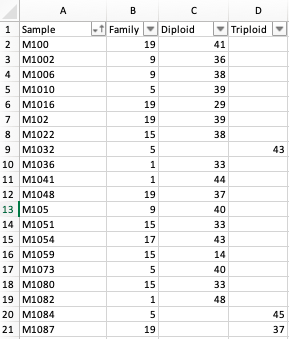 A B C D
1 Sample Family Diploid Triploid
2 M100 19 41
3 M1002 9 36
4 M1006 9 38
5 M1010 5 39
6 M1016 19 29
7 M102 19 39
8 M1022 15 38
9 M1032 5 43
10 M1036 1 33
11 M1041 1 44
12 M1048 19 37
13 M105 9 40
14 M1051 15 33
15 M1054 17 43
16 M1059 15 14
17 M1073 5 40
18 M1080 15 33
19 M1082 1 48
20 M1084 5 45
21 M1087 19 37